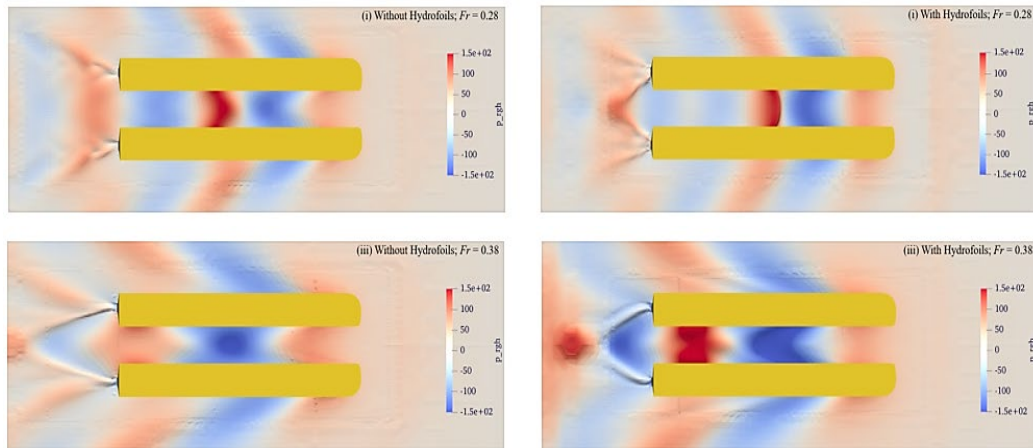 (i) Without Hydrofoils; Fr = 0.28
1.5e+02
100
50
0
-50
-100
-1.5e+02
p_rgh
(i) With Hydrofoils; Fr = 0.28
1.5e+02
100
50
0
-50
-100
-1.5e+02
p_rgh
(iii) Without Hydrofoils; Fr = 0.38
1.5e+02
100
50
0
-50
-100
-1.5e+02
p_rgh
(iii) With Hydrofoils; Fr = 0.38
1.5e+02
100
50
0
-50
-100
-1.5e+02
p_rgh